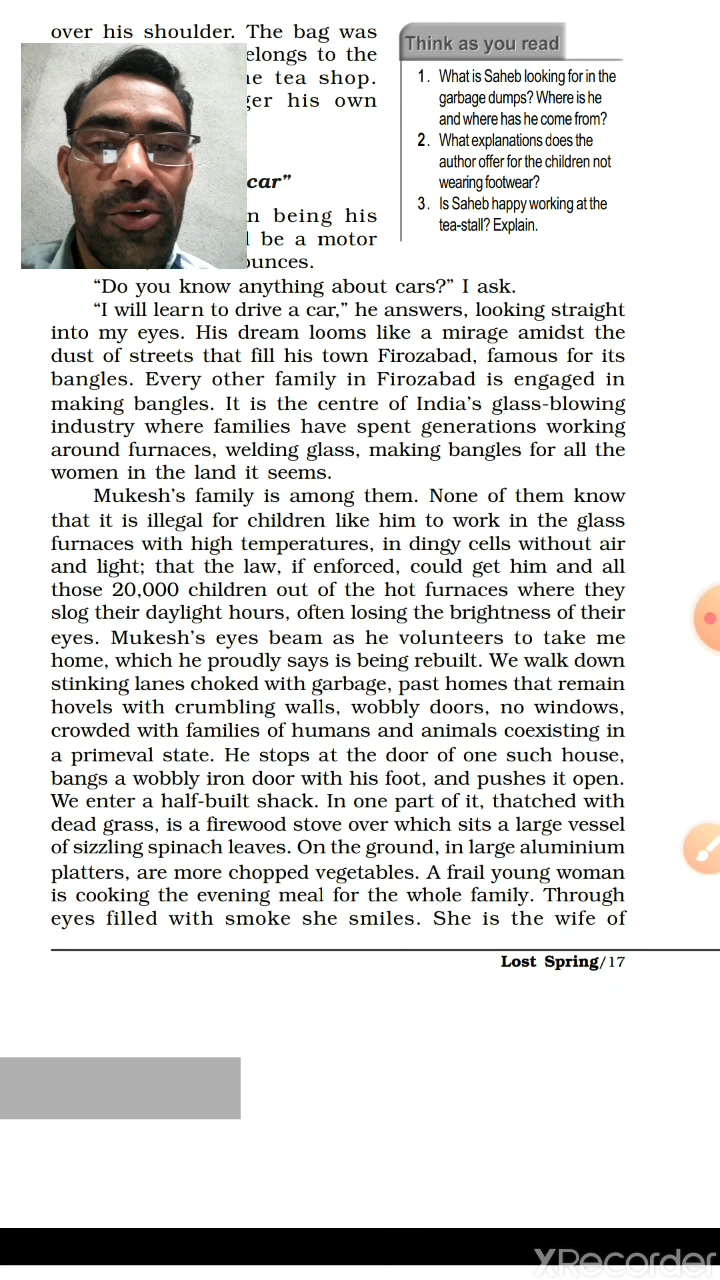 over his shoulder. The bag was
elongs to the
e tea shop.
ger his own
car”
n being his
be a motor
ounces.
Think as you read
1. What is Saheb looking for in the
garbage dumps? Where is he
and where has he come from?
2. What explanations does the
author offer for the children not
wearing footwear?
3. Is Saheb happy working at the
tea-stall? Explain.
“Do you know anything about cars?” I ask.
“I will learn to drive a car,” he answers, looking straight
into my eyes. His dream looms like a mirage amidst the
dust of streets that fill his town Firozabad, famous for its
bangles. Every other family in Firozabad is engaged in
making bangles. It is the centre of India’s glass-blowing
industry where families have spent generations working
around furnaces, welding glass, making bangles for all the
women in the land it seems.
Mukesh’s family is among them. None of them know
that it is illegal for children like him to work in the glass
furnaces with high temperatures, in dingy cells without air
and light; that the law, if enforced, could get him and all
those 20,000 children out of the hot furnaces where they
slog their daylight hours, often losing the brightness of their
eyes. Mukesh’s eyes beam as he volunteers to take me
home, which he proudly says is being rebuilt. We walk down
stinking lanes choked with garbage, past homes that remain
hovels with crumbling walls, wobbly doors, no windows,
crowded with families of humans and animals coexisting in
a primeval state. He stops at the door of one such house,
bangs a wobbly iron door with his foot, and pushes it open.
We enter a half-built shack. In one part of it, thatched with
dead grass, is a firewood stove over which sits a large vessel
of sizzling spinach leaves. On the ground, in large aluminium
platters, are more chopped vegetables. A frail young woman
is cooking the evening meal for the whole family. Through
eyes filled with smoke she smiles. She is the wife of
Lost Spring/17
XRecorder